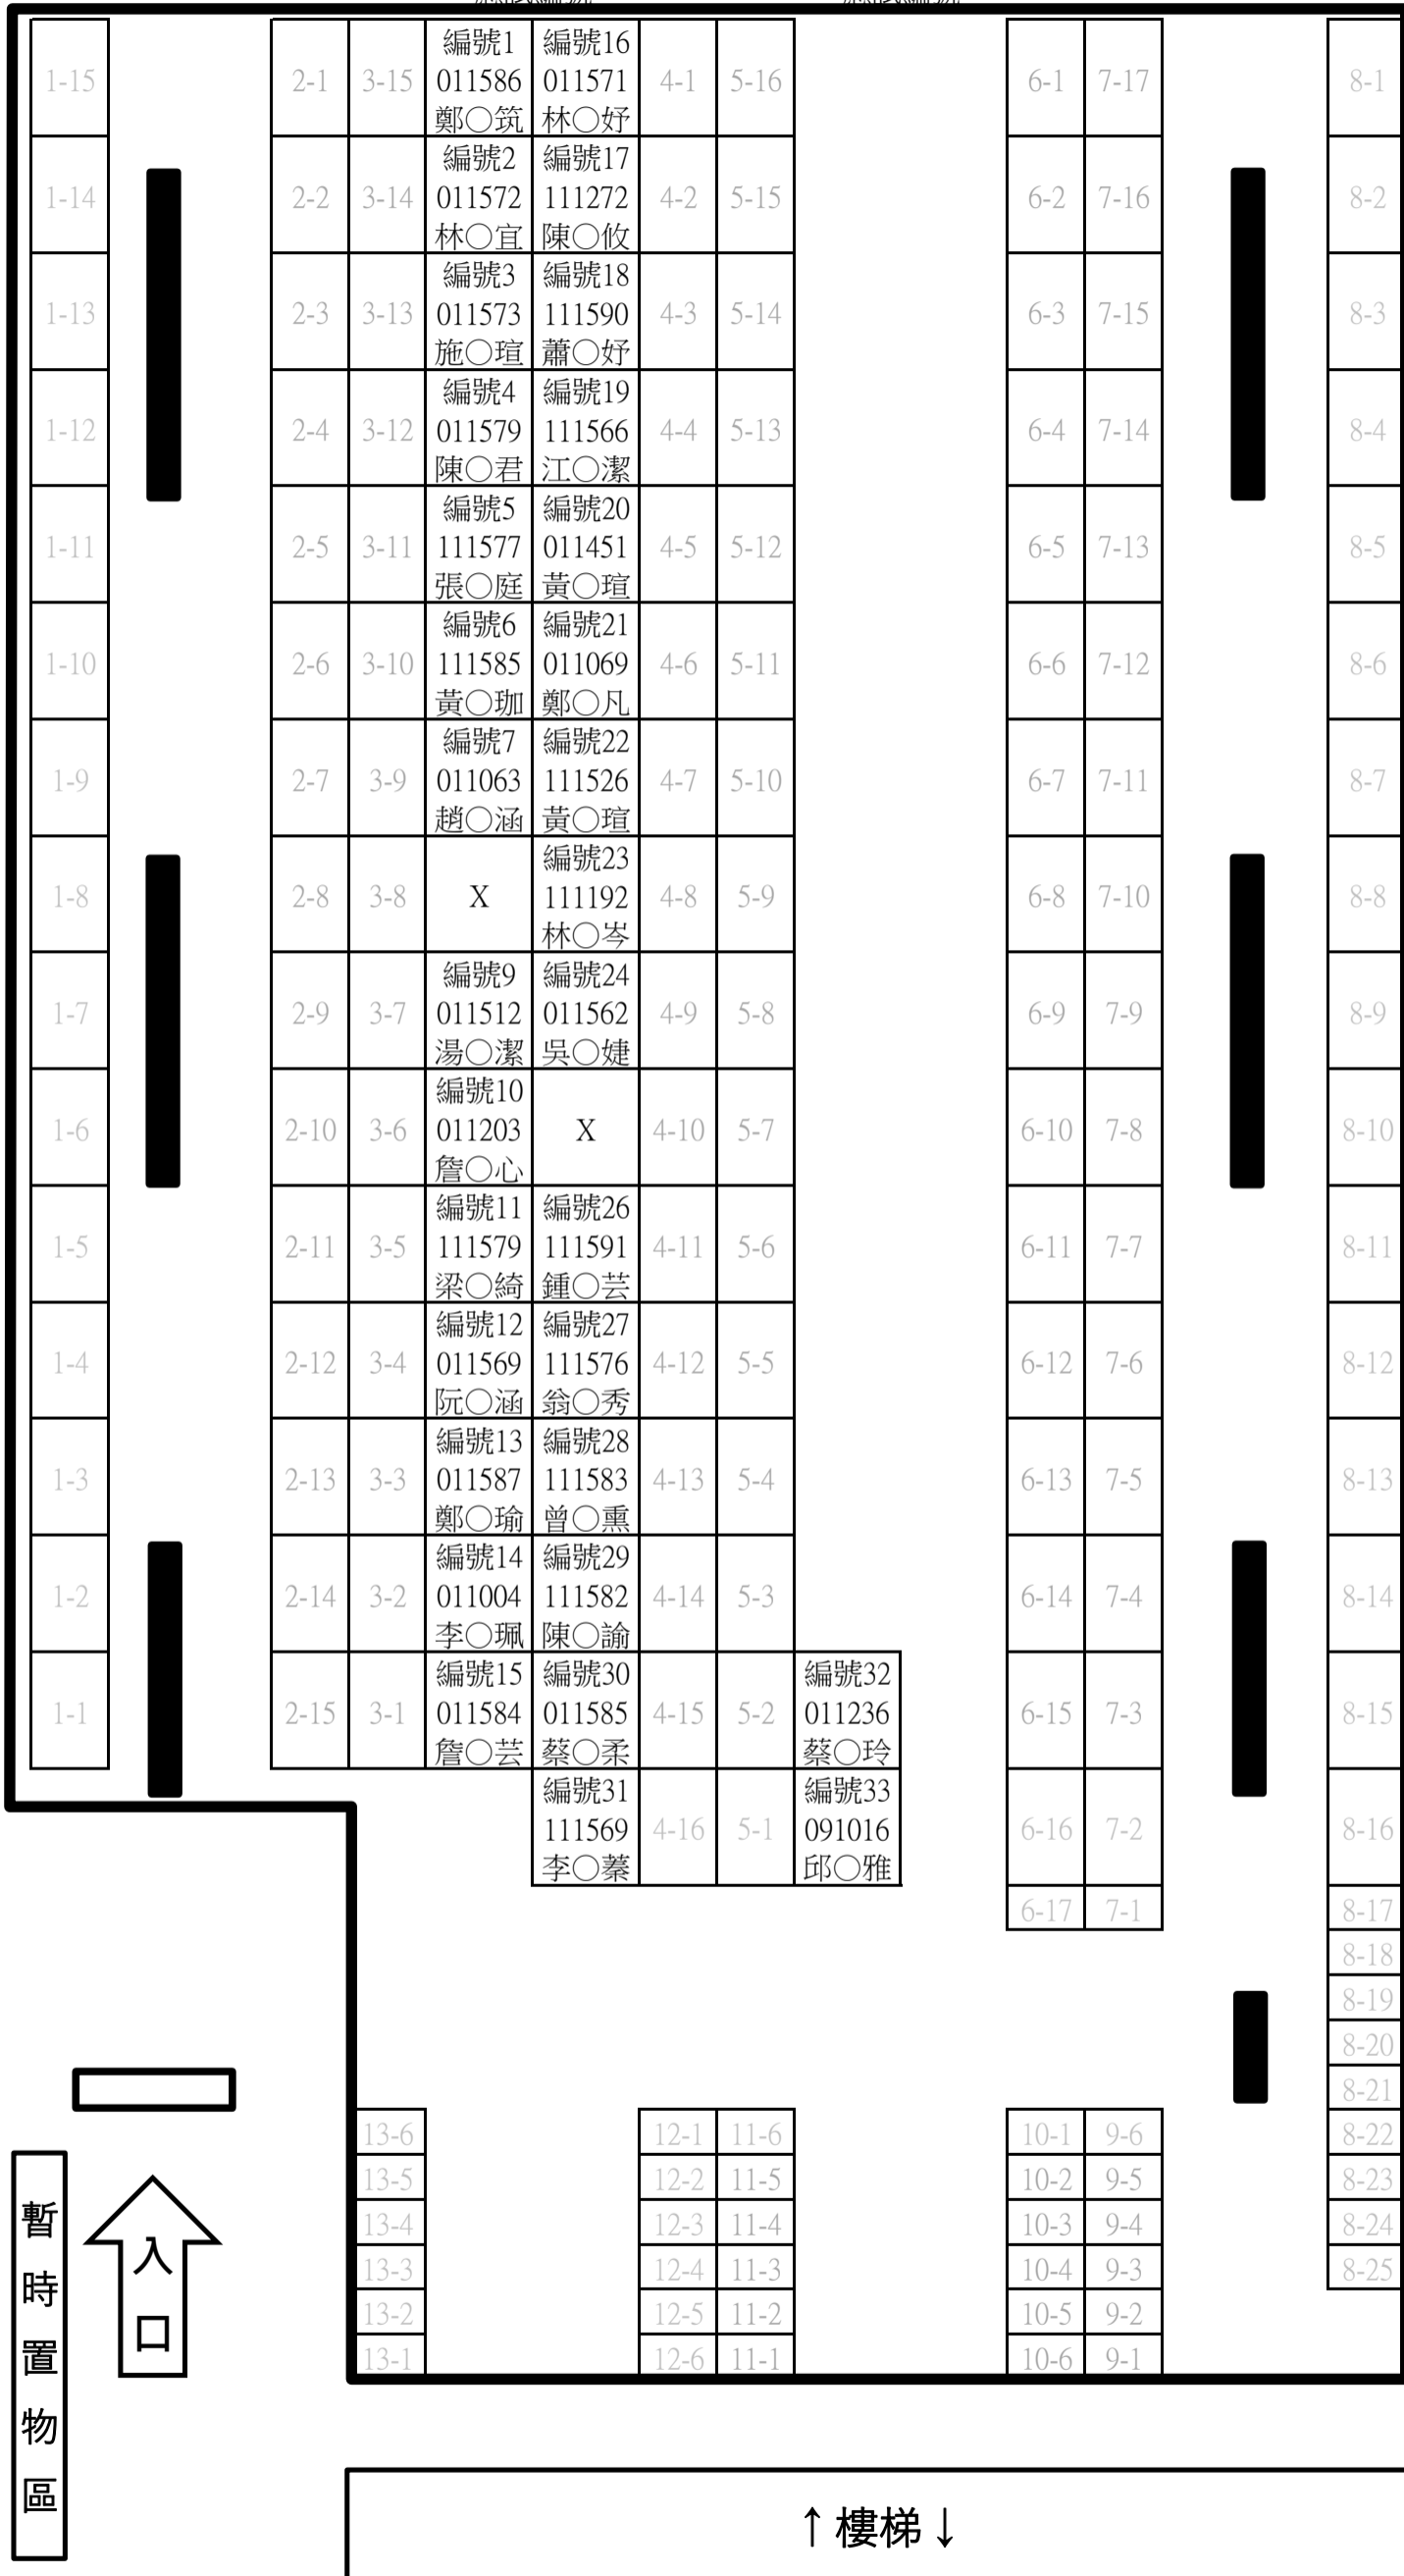 1-15 2-1 3-15 編號1 編號16 4-1 5-16 6-1 7-17 8-1
011586 011571
鄭○筑 林○妤
1-14 2-2 3-14 編號2 編號17 4-2 5-15 6-2 7-16 8-2
011572 111272
林○宜 陳○攸
1-13 2-3 3-13 編號3 編號18 4-3 5-14 6-3 7-15 8-3
011573 111590
施○瑄 蕭○妤
1-12 2-4 3-12 編號4 編號19 4-4 5-13 6-4 7-14 8-4
011579 111566
陳○君 江○潔
1-11 2-5 3-11 編號5 編號20 4-5 5-12 6-5 7-13 8-5
111577 011451
張○庭 黃○瑄
1-10 2-6 3-10 編號6 編號21 4-6 5-11 6-6 7-12 8-6
111585 011069
黃○珈 鄭○凡
1-9 2-7 3-9 編號7 編號22 4-7 5-10 6-7 7-11 8-7
011063 111526
趙○涵 黃○瑄
1-8 2-8 3-8 X 編號23 4-8 5-9 6-8 7-10 8-8
111192
林○岑
1-7 2-9 3-7 編號9 編號24 4-9 5-8 6-9 7-9 8-9
011512 011562
湯○潔 吳○婕
1-6 2-10 3-6 編號10 X 4-10 5-7 6-10 7-8 8-10
011203
詹○心
1-5 2-11 3-5 編號11 編號26 4-11 5-6 6-11 7-7 8-11
111579 111591
梁○綺 鍾○芸
1-4 2-12 3-4 編號12 編號27 4-12 5-5 6-12 7-6 8-12
011569 111576
阮○涵 翁○秀
1-3 2-13 3-3 編號13 編號28 4-13 5-4 6-13 7-5 8-13
011587 111583
鄭○瑜 曾○熏
1-2 2-14 3-2 編號14 編號29 4-14 5-3 6-14 7-4 8-14
011004 111582
李○珮 陳○諭
1-1 2-15 3-1 編號15 編號30 4-15 5-2 編號32 6-15 7-3 8-15
011584 011585 011236
詹○芸 蔡○柔 蔡○玲
編號31 4-16 5-1 編號33 6-16 7-2 8-16
111569 091016
李○蓁 邱○雅
6-17 7-1 8-17
8-18
8-19
8-20
8-21
13-6 12-1 11-6 10-1 9-6 8-22
13-5 12-2 11-5 10-2 9-5 8-23
13-4 12-3 11-4 10-3 9-4 8-24
13-3 12-4 11-3 10-4 9-3 8-25
13-2 12-5 11-2 10-5 9-2
13-1 12-6 11-1 10-6 9-1
入口
暫時置物區
↑樓梯↓